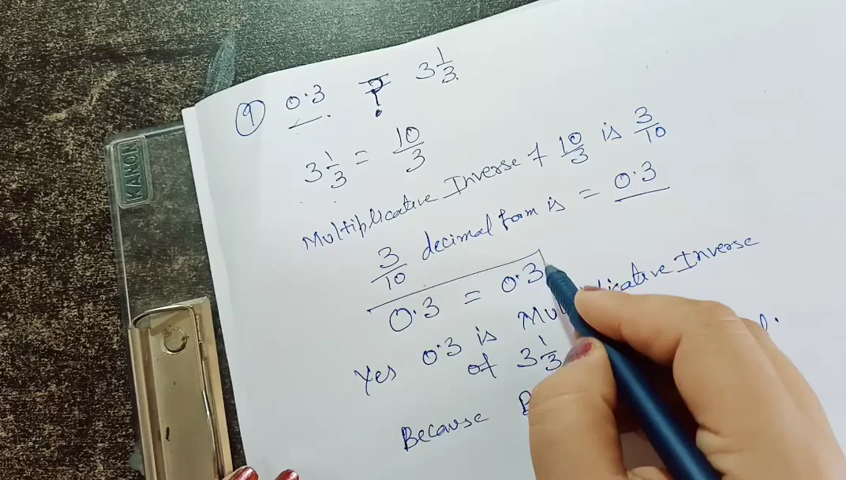 KANON
9 0.3 ? 3 1/3
3 1/3 = 10/3
Multiplicative Inverse of 10/3 is 3/10
3/10 decimal form is = 0.3
0.3 = 0.3
Yes 0.3 is Multiplicative Inverse
of 3 1/3
Because